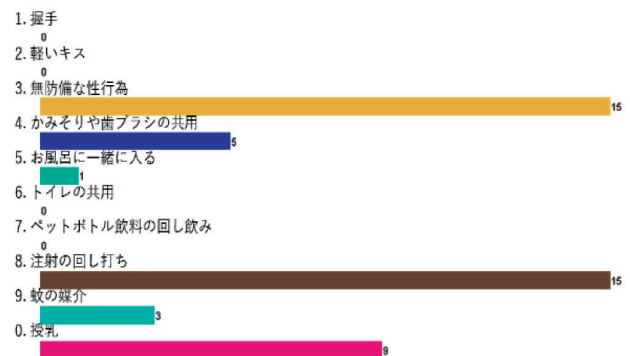 1. 握手
0
2. 軽いキス
0
3. 無防備な性行為
15
4. かみそりや歯ブラシの共用
5
5. お風呂に一緒に入る
1
6. トイレの共用
0
7. ペットボトル飲料の回し飲み
0
8. 注射の回し打ち
15
9. 蚊の媒介
3
0. 授乳
9